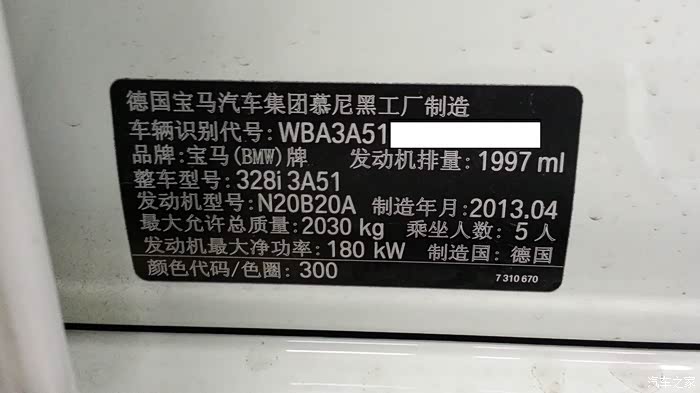 德国宝马汽车集团慕尼黑工厂制造
车辆识别代号: WBA3A51
品牌: 宝马(BMW)牌 发动机排量: 1997 ml
整车型号: 328i 3A51
发动机型号: N20B20A 制造年月: 2013.04
最大允许总质量: 2030 kg 乘坐人数: 5 人
发动机最大净功率: 180 kW 制造国: 德国
颜色代码/色圈: 300 7 310 670
汽车之家